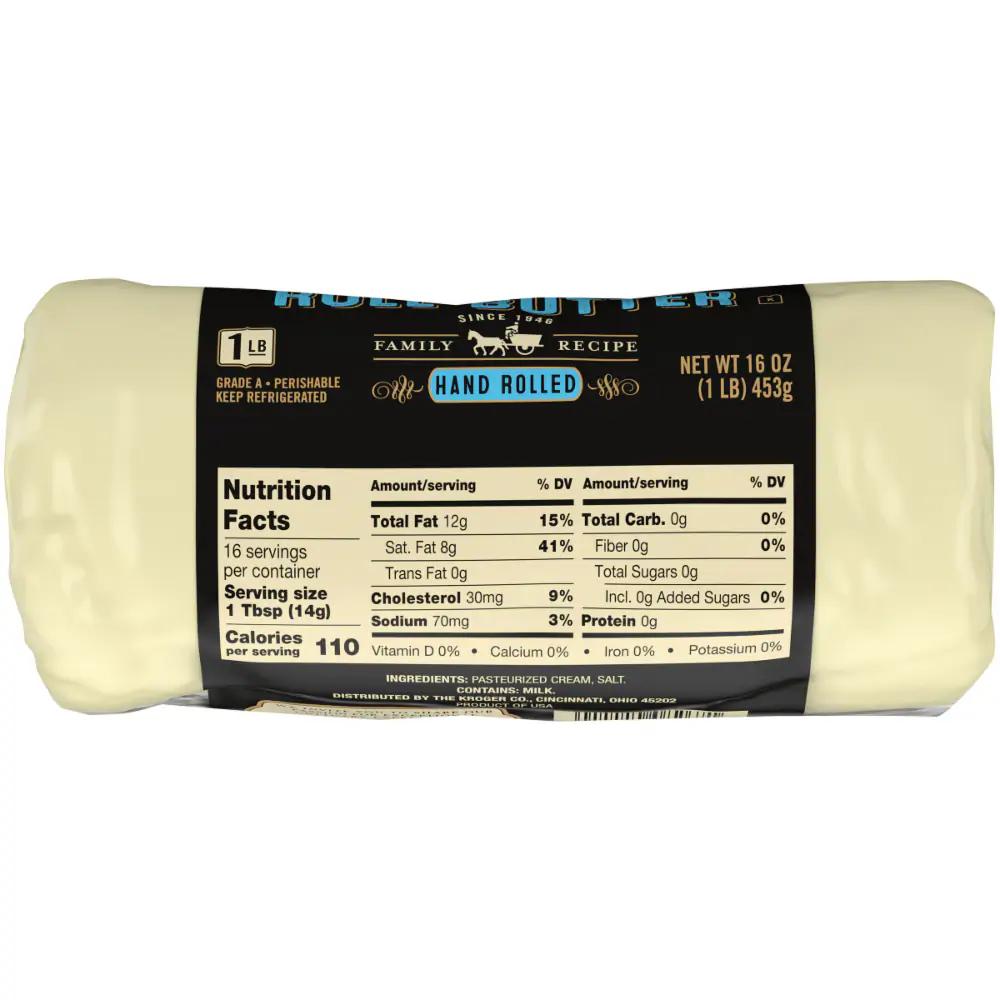 ROLL BUTTER K
SINCE 1946
FAMILY RECIPE
HAND ROLLED
1 LB
GRADE A • PERISHABLE
KEEP REFRIGERATED
NET WT 16 OZ
(1 LB) 453g
Nutrition
Facts
16 servings
per container
Serving size
1 Tbsp (14g)
Calories
per serving 110
Amount/serving % DV
Total Fat 12g 15%
Sat. Fat 8g 41%
Trans Fat 0g
Cholesterol 30mg 9%
Sodium 70mg 3%
Amount/serving % DV
Total Carb. 0g 0%
Fiber 0g 0%
Total Sugars 0g
Incl. 0g Added Sugars 0%
Protein 0g
Vitamin D 0% • Calcium 0% • Iron 0% • Potassium 0%
INGREDIENTS: PASTEURIZED CREAM, SALT.
CONTAINS: MILK.
DISTRIBUTED BY THE KROGER CO., CINCINNATI, OHIO 45202
PRODUCT OF USA